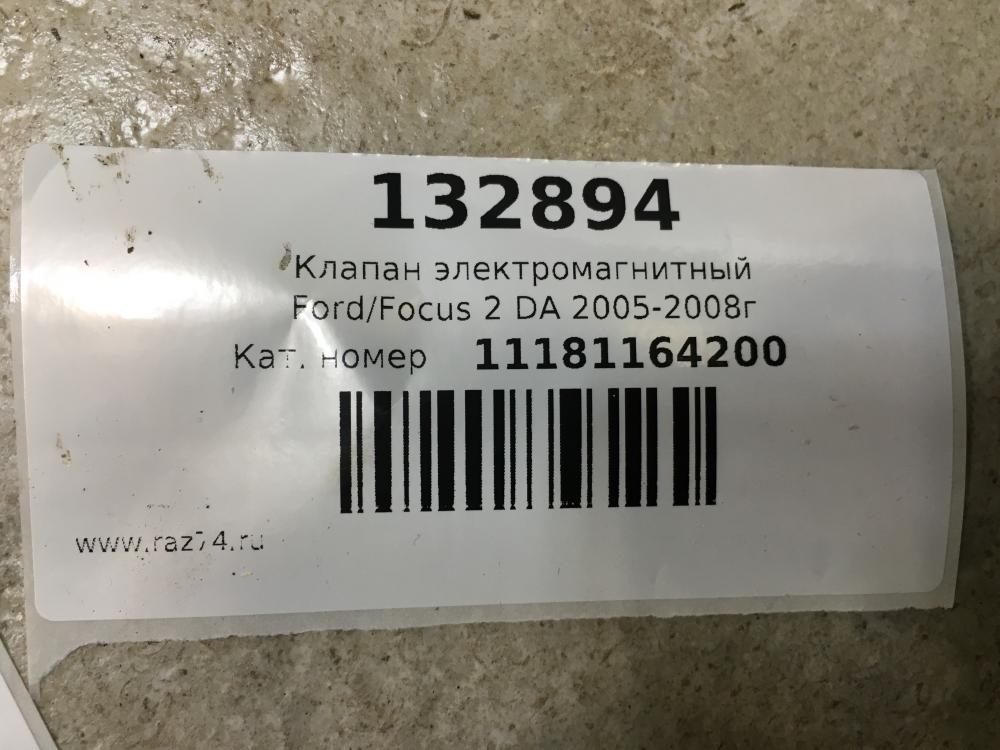 132894
Клапан электромагнитный
Ford/Focus 2 DA 2005-2008г
Кат. номер 11181164200
www.raz74.ru